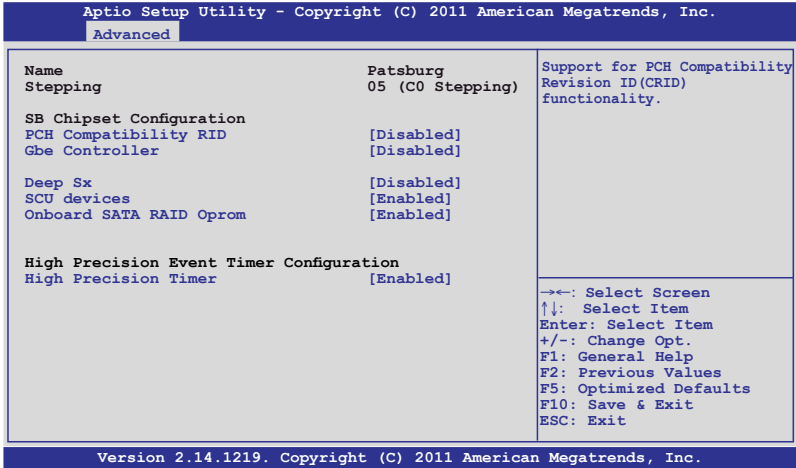 Aptio Setup Utility - Copyright (C) 2011 American Megatrends, Inc.
Advanced
Name Patsburg
Stepping 05 (C0 Stepping)
SB Chipset Configuration
PCH Compatibility RID [Disabled]
Gbe Controller [Disabled]
Deep Sx [Disabled]
SCU devices [Enabled]
Onboard SATA RAID Oprom [Enabled]
High Precision Event Timer Configuration
High Precision Timer [Enabled]
Support for PCH Compatibility
Revision ID(CRID)
functionality.
→←: Select Screen
↑↓: Select Item
Enter: Select Item
+/-: Change Opt.
F1: General Help
F2: Previous Values
F5: Optimized Defaults
F10: Save & Exit
ESC: Exit
Version 2.14.1219. Copyright (C) 2011 American Megatrends, Inc.